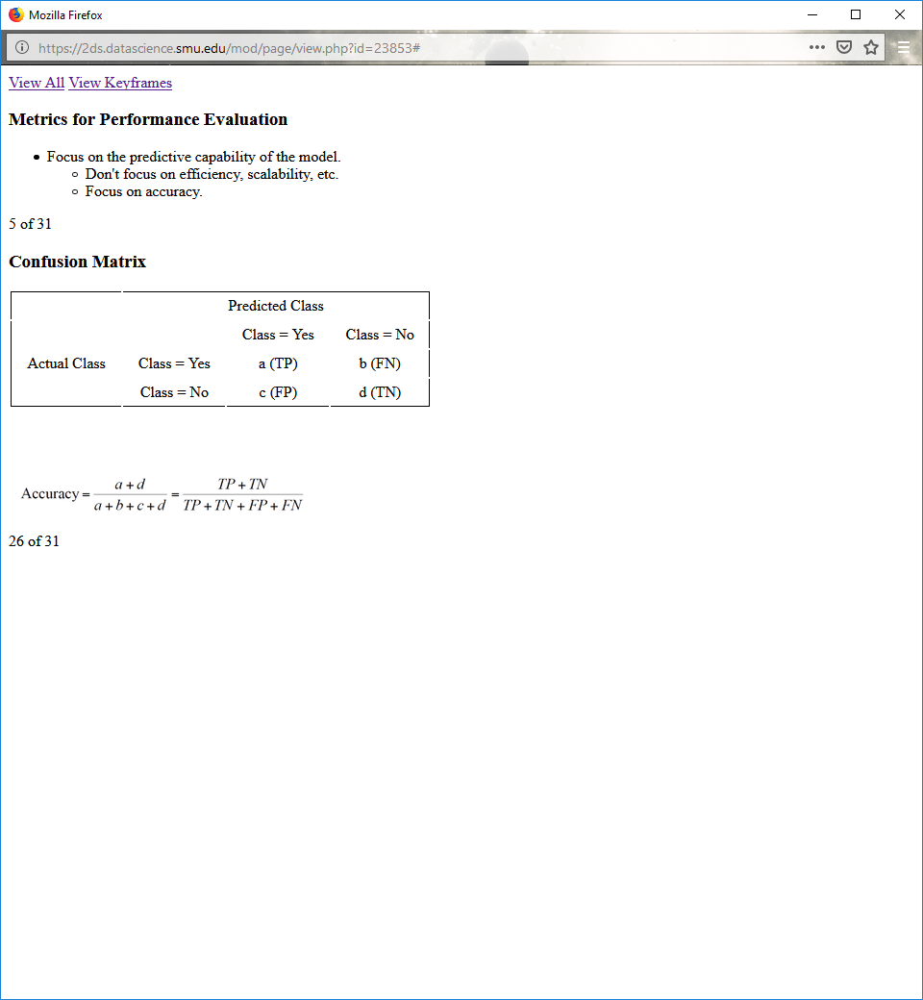 Mozilla Firefox
https://2ds.datascience.smu.edu/mod/page/view.php?id=23853#
View All View Keyframes
Metrics for Performance Evaluation
Focus on the predictive capability of the model.
Don't focus on efficiency, scalability, etc.
Focus on accuracy.
5 of 31
Confusion Matrix
Predicted Class
Class = Yes Class = No
Actual Class Class = Yes a (TP) b (FN)
Class = No c (FP) d (TN)
a + d TP + TN
Accuracy = =
a + b + c + d TP + TN + FP + FN
26 of 31